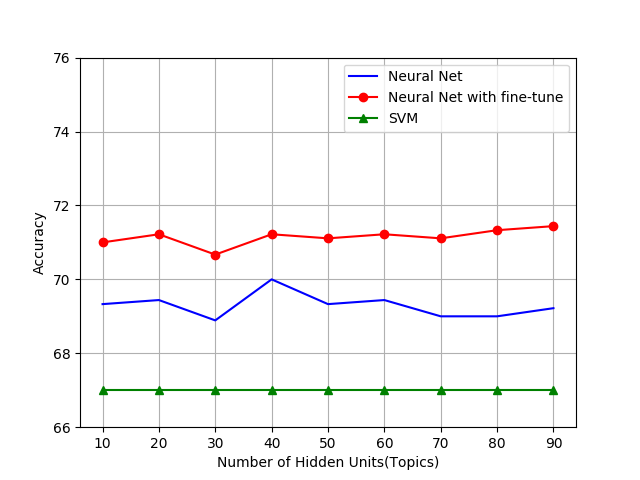 76
74
72
70
68
66
Accuracy
Neural Net
Neural Net with fine-tune
SVM
10 20 30 40 50 60 70 80 90
Number of Hidden Units(Topics)